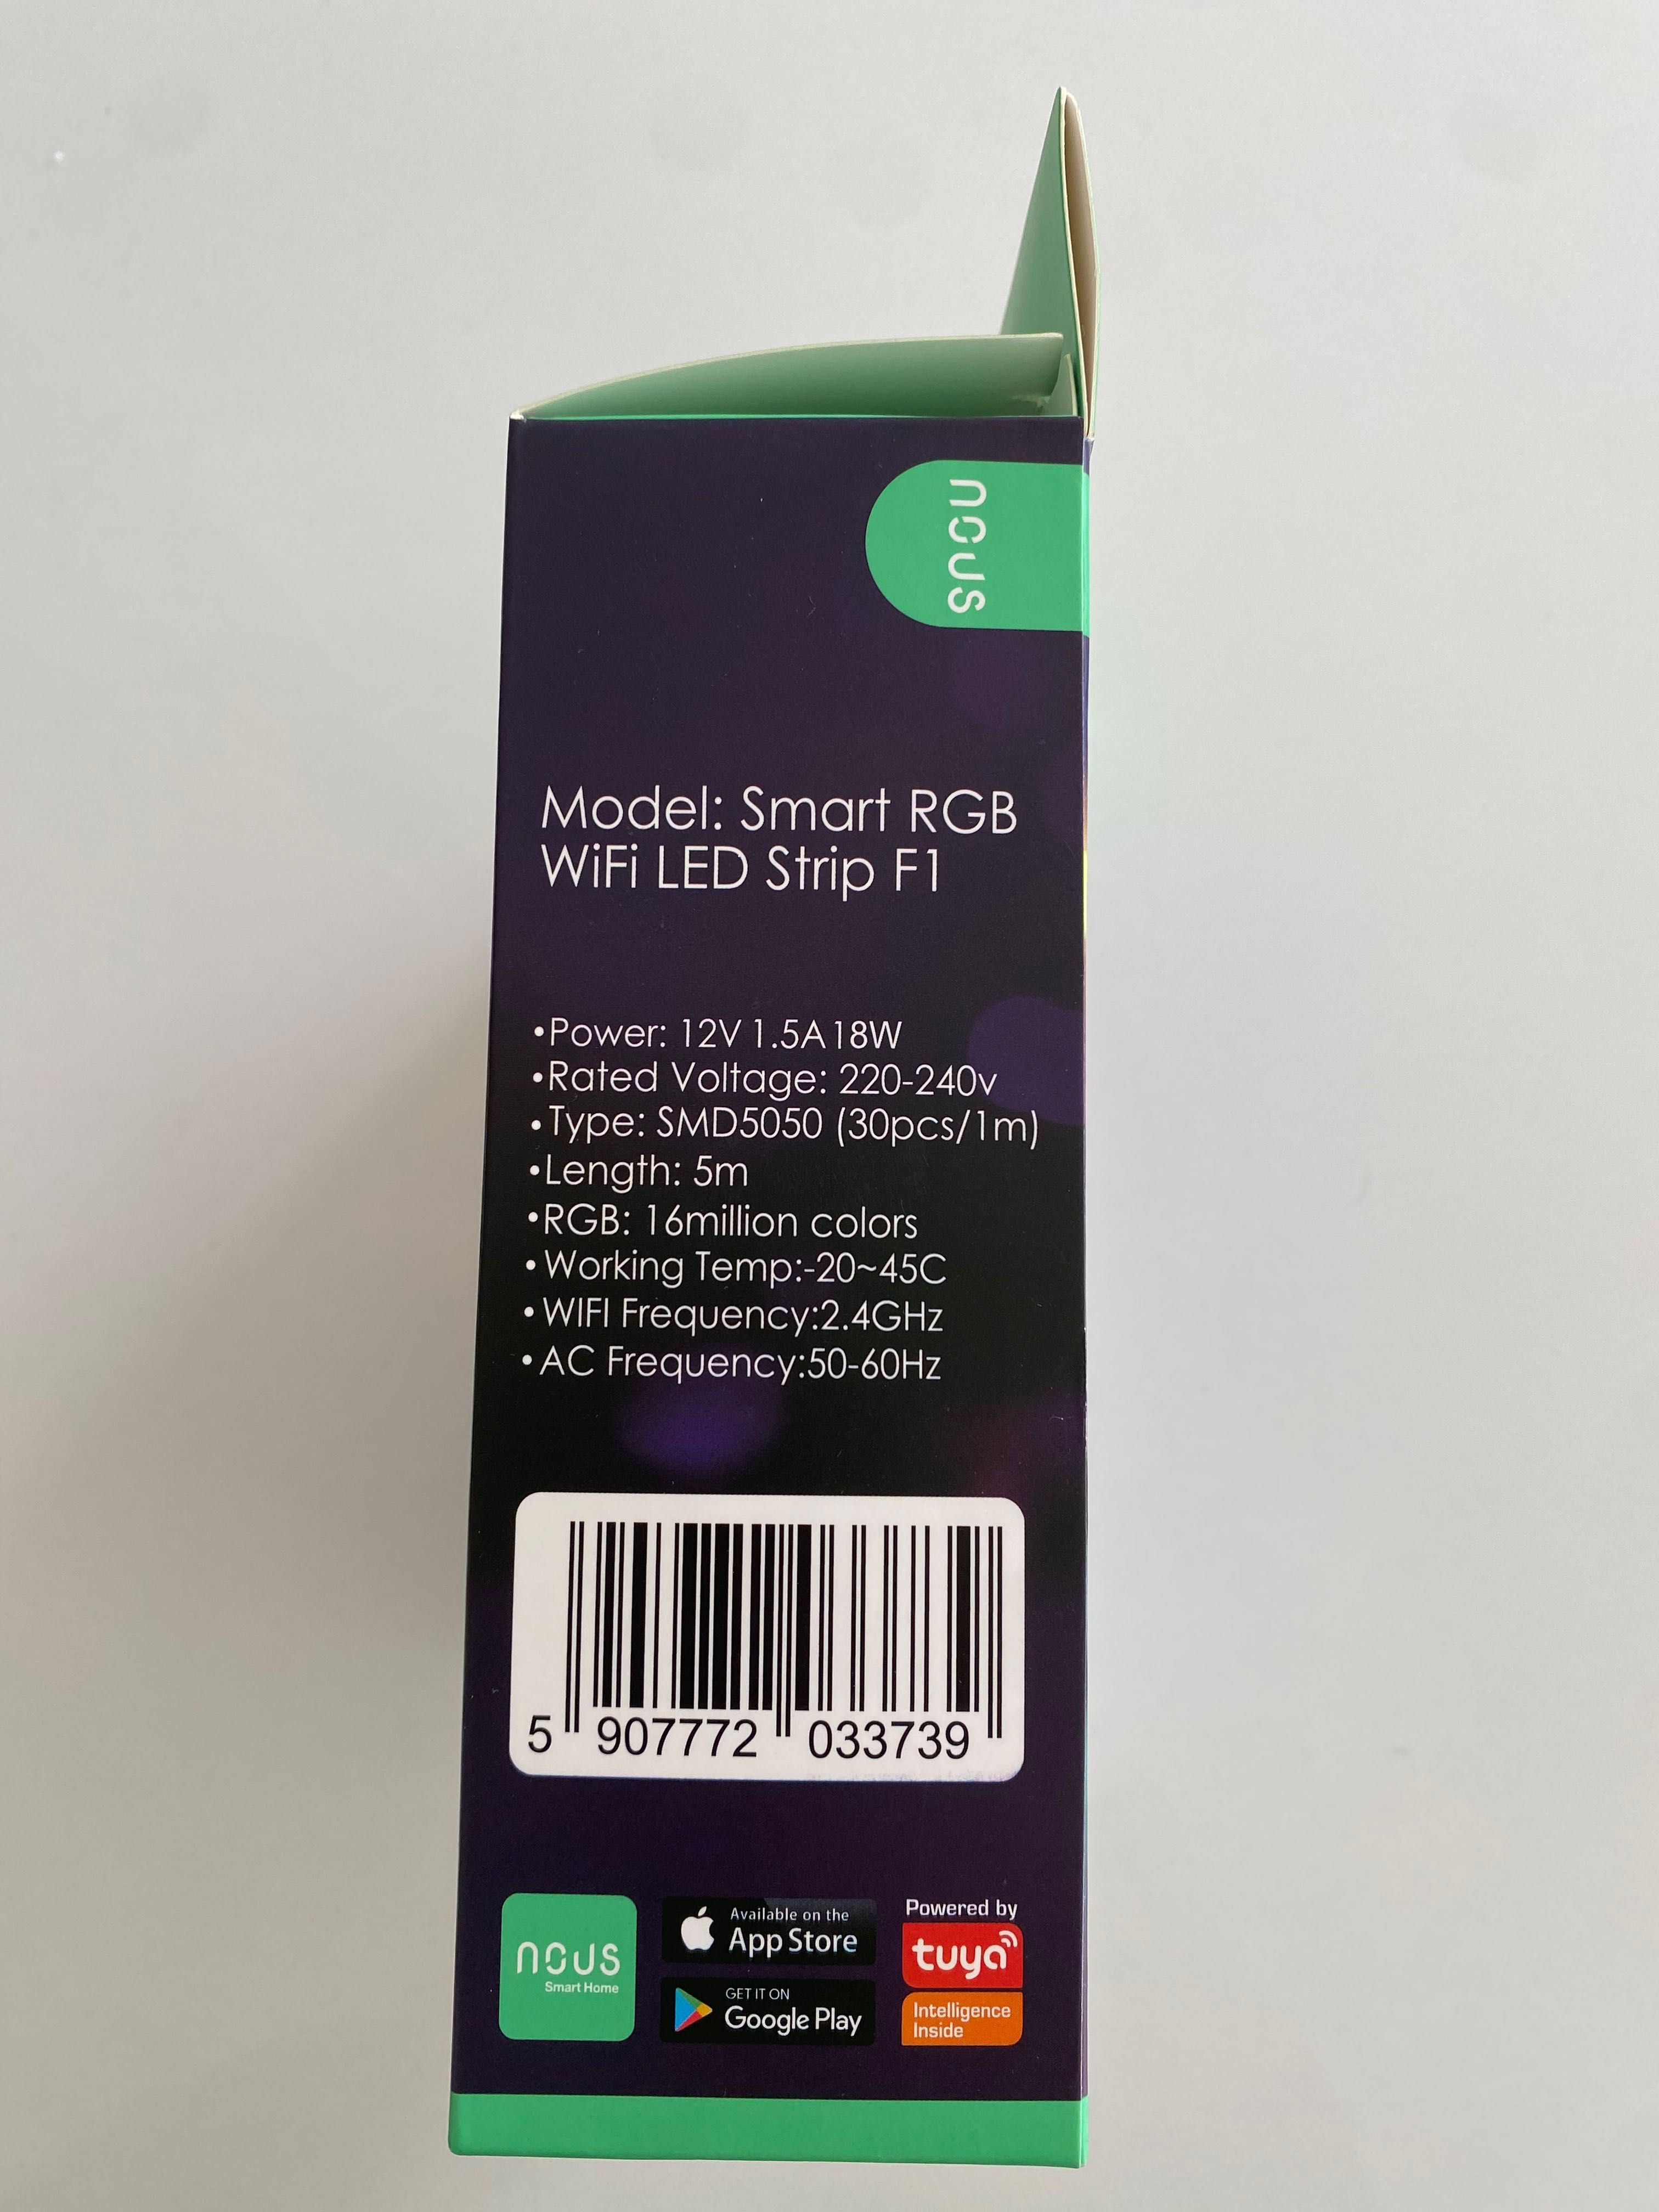 nous
Model: Smart RGB
WiFi LED Strip F1
•Power: 12V 1.5A18W
•Rated Voltage: 220-240v
•Type: SMD5050 (30pcs/1m)
•Length: 5m
•RGB: 16million colors
•Working Temp:-20~45C
•WIFI Frequency:2.4GHz
•AC Frequency:50-60Hz
5 907772 033739
nous
Smart Home
Available on the
App Store
GET IT ON
Google Play
Powered by
tuya
Intelligence
Inside